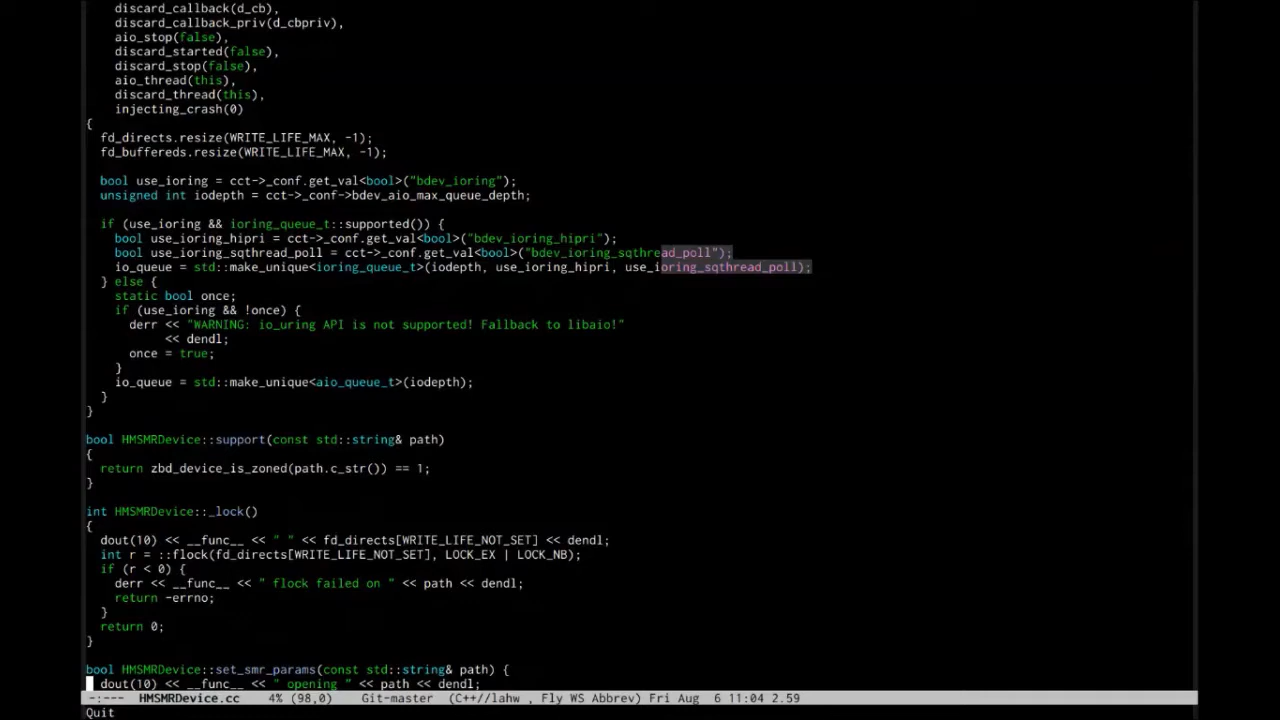 discard_callback(d_cb),
    discard_callback_priv(d_cbpriv),
    aio_stop(false),
    discard_started(false),
    discard_stop(false),
    aio_thread(this),
    discard_thread(this),
    injecting_crash(0)
{
  fd_directs.resize(WRITE_LIFE_MAX, -1);
  fd_buffereds.resize(WRITE_LIFE_MAX, -1);

  bool use_ioring = cct->_conf.get_val<bool>("bdev_ioring");
  unsigned int iodepth = cct->_conf->bdev_aio_max_queue_depth;

  if (use_ioring && ioring_queue_t::supported()) {
    bool use_ioring_hipri = cct->_conf.get_val<bool>("bdev_ioring_hipri");
    bool use_ioring_sqthread_poll = cct->_conf.get_val<bool>("bdev_ioring_sqthread_poll");
    io_queue = std::make_unique<ioring_queue_t>(iodepth, use_ioring_hipri, use_ioring_sqthread_poll);
  } else {
    static bool once;
    if (use_ioring && !once) {
      derr << "WARNING: io_uring API is not supported! Fallback to libaio!"
           << dendl;
      once = true;
    }
    io_queue = std::make_unique<aio_queue_t>(iodepth);
  }
}

bool HMSMRDevice::support(const std::string& path)
{
  return zbd_device_is_zoned(path.c_str()) == 1;
}

int HMSMRDevice::_lock()
{
  dout(10) << __func__ << " " << fd_directs[WRITE_LIFE_NOT_SET] << dendl;
  int r = ::flock(fd_directs[WRITE_LIFE_NOT_SET], LOCK_EX | LOCK_NB);
  if (r < 0) {
    derr << __func__ << " flock failed on " << path << dendl;
    return -errno;
  }
  return 0;
}

bool HMSMRDevice::set_smr_params(const std::string& path) {
  dout(10) << __func__ << " opening " << path << dendl;
-:---  HMSMRDevice.cc   4% (98,0)    Git-master  (C++//lahw , Fly WS Abbrev) Fri Aug  6 11:04 2.59
Quit